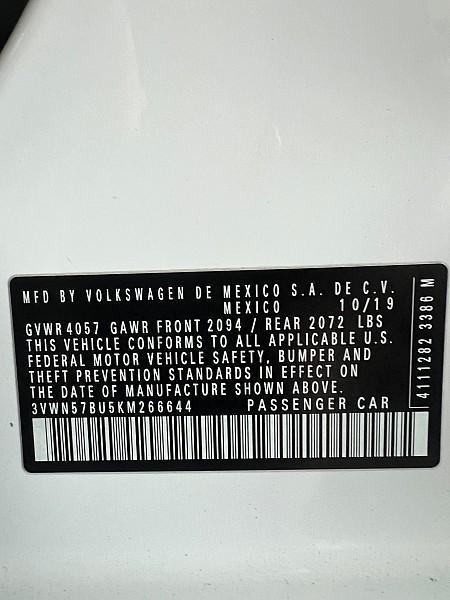 MFD BY VOLKSWAGEN DE MEXICO S.A. DE C.V.
MEXICO 10/19
GVWR 4057 GAWR FRONT 2094 / REAR 2072 LBS
THIS VEHICLE CONFORMS TO ALL APPLICABLE U.S.
FEDERAL MOTOR VEHICLE SAFETY, BUMPER AND
THEFT PREVENTION STANDARDS IN EFFECT ON
THE DATE OF MANUFACTURE SHOWN ABOVE.
3VWN57BU5KM266644 PASSENGER CAR
4111282 3386 M